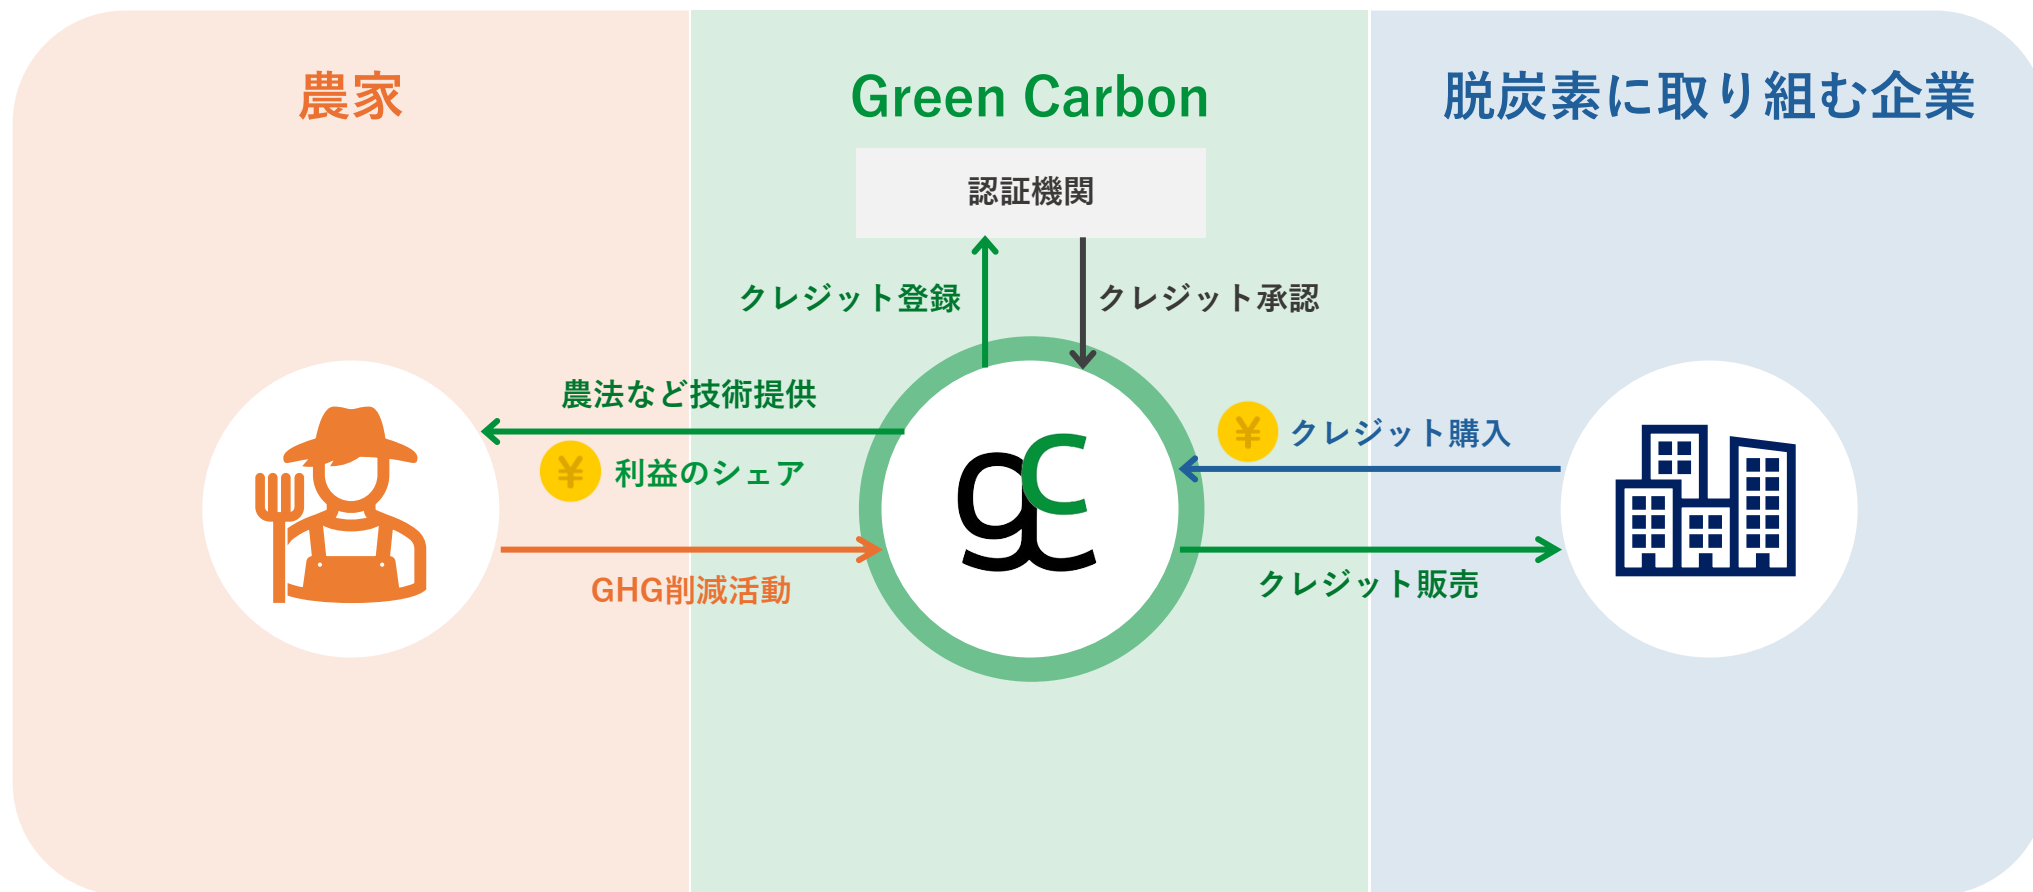 農家
Green Carbon
脱炭素に取り組む企業
認証機関
クレジット登録
クレジット承認
農法など技術提供
¥ 利益のシェア
GHG削減活動
gc
¥ クレジット購入
クレジット販売